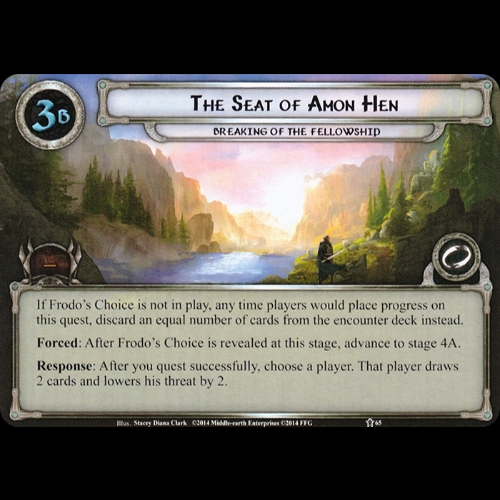 3B
THE SEAT OF AMON HEN
BREAKING OF THE FELLOWSHIP
If Frodo's Choice is not in play, any time players would place progress on
this quest, discard an equal number of cards from the encounter deck instead.
Forced: After Frodo's Choice is revealed at this stage, advance to stage 4A.
Response: After you quest successfully, choose a player. That player draws
2 cards and lowers his threat by 2.
Illus. Stacey Diana Clark ©2014 Middle-earth Enterprises ©2014 FFG 65